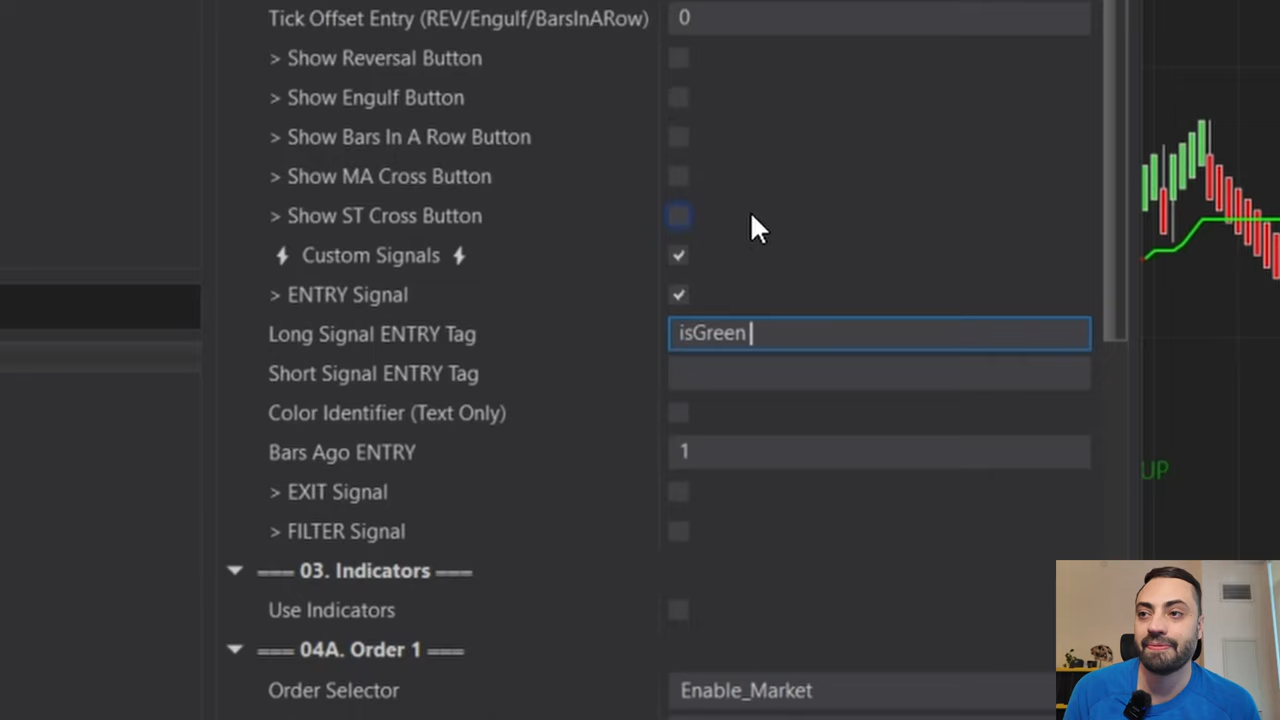 Tick Offset Entry (REV/Engulf/BarsInARow) 0
> Show Reversal Button
> Show Engulf Button
> Show Bars In A Row Button
> Show MA Cross Button
> Show ST Cross Button
Custom Signals
> ENTRY Signal
Long Signal ENTRY Tag isGreen
Short Signal ENTRY Tag
Color Identifier (Text Only)
Bars Ago ENTRY 1
UP
> EXIT Signal
> FILTER Signal
=== 03. Indicators ===
Use Indicators
=== 04A. Order 1 ===
Order Selector Enable_Market